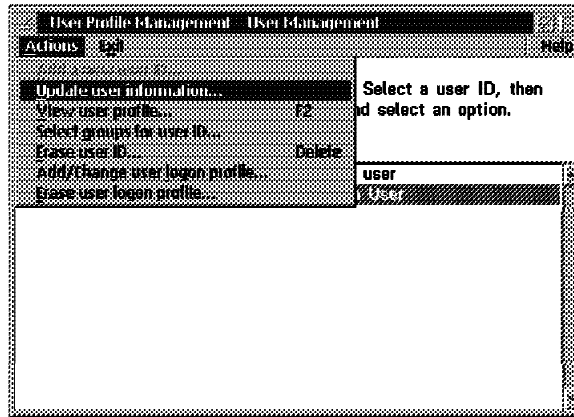 User Profile Management - User Management
Actions Exit Help
Update user information...
View user profile... F2
Select groups for user ID...
Erase user ID... Delete
Add/Change user logon profile...
Erase user logon profile...
Select a user ID, then
d select an option.
user
User